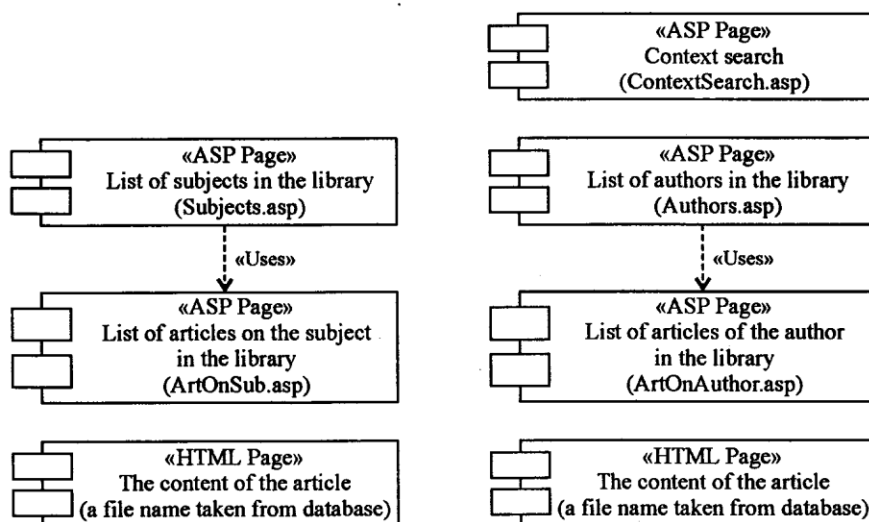 «ASP Page»
Context search
(ContextSearch.asp)
«ASP Page»
List of subjects in the library
(Subjects.asp)
«ASP Page»
List of authors in the library
(Authors.asp)
«Uses»
«Uses»
«ASP Page»
List of articles on the subject
in the library
(ArtOnSub.asp)
«ASP Page»
List of articles of the author
in the library
(ArtOnAuthor.asp)
«HTML Page»
The content of the article
(a file name taken from database)
«HTML Page»
The content of the article
(a file name taken from database)